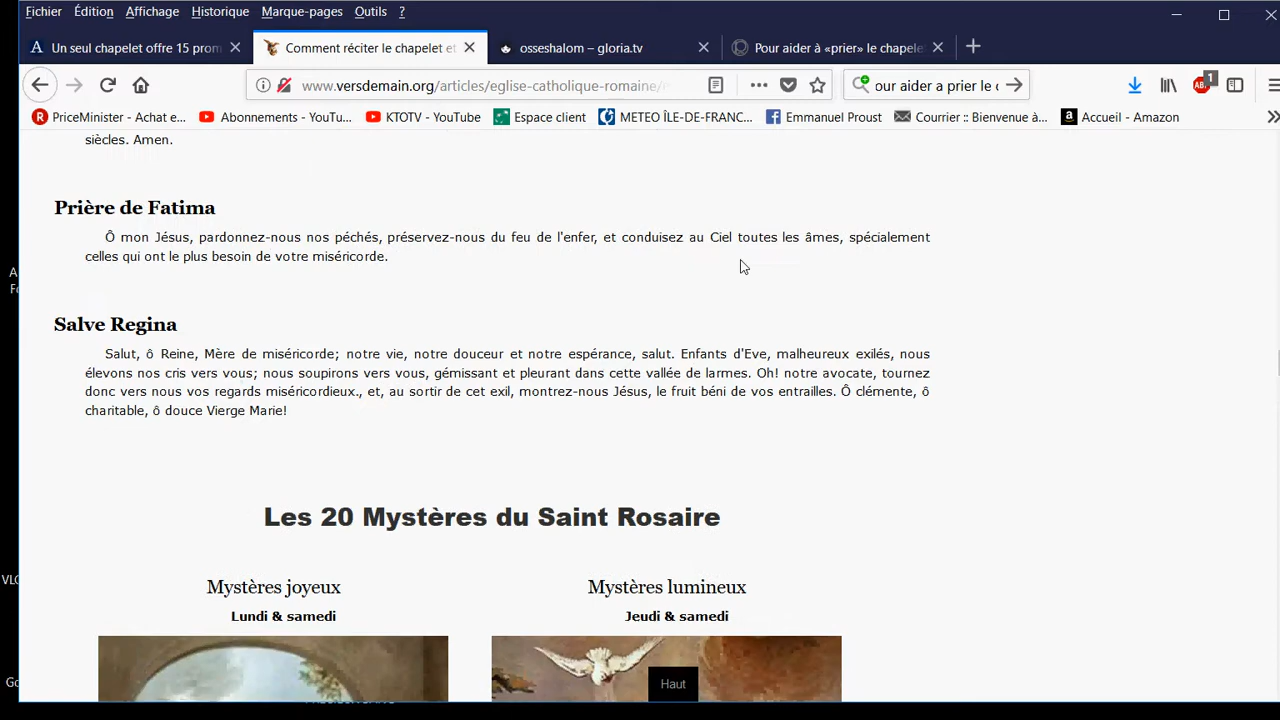 Fichier Édition Affichage Historique Marque-pages Outils ?
Un seul chapelet offre 15 prom
Comment réciter le chapelet et
osseshalom – gloria.tv
Pour aider à «prier» le chapele
www.versdemain.org/articles/eglise-catholique-romaine/
our aider a prier le c
ABP 1
PriceMinister - Achat e... Abonnements - YouTu... KTOTV - YouTube Espace client METEO ÎLE-DE-FRANC... Emmanuel Proust Courrier :: Bienvenue à... Accueil - Amazon
siècles. Amen.
Prière de Fatima
Ô mon Jésus, pardonnez-nous nos péchés, préservez-nous du feu de l'enfer, et conduisez au Ciel toutes les âmes, spécialement
celles qui ont le plus besoin de votre miséricorde.
Salve Regina
Salut, ô Reine, Mère de miséricorde; notre vie, notre douceur et notre espérance, salut. Enfants d'Eve, malheureux exilés, nous
élevons nos cris vers vous; nous soupirons vers vous, gémissant et pleurant dans cette vallée de larmes. Oh! notre avocate, tournez
donc vers nous vos regards miséricordieux., et, au sortir de cet exil, montrez-nous Jésus, le fruit béni de vos entrailles. Ô clémente, ô
charitable, ô douce Vierge Marie!
Les 20 Mystères du Saint Rosaire
Mystères joyeux
Lundi & samedi
Mystères lumineux
Jeudi & samedi
Haut